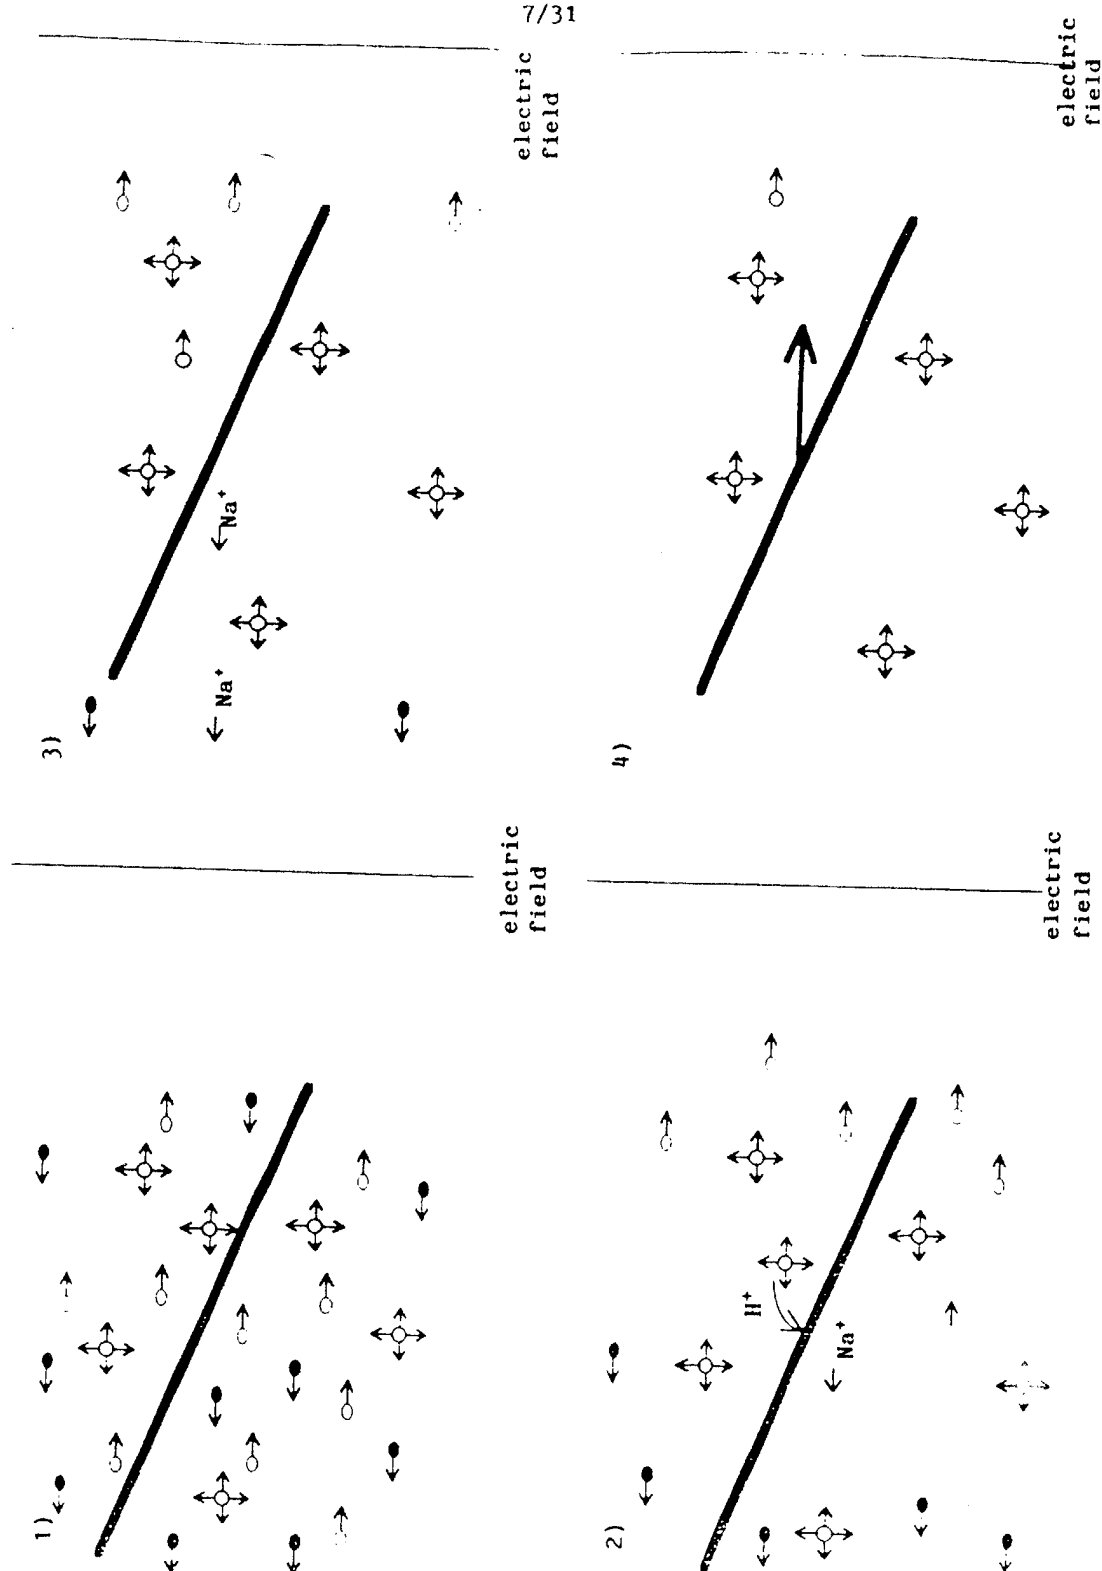 7/31
1)
electric
field
H⁺
Na⁺
2)
electric
field
Na⁺
Na⁺
3)
electric
field
4)
electric
field